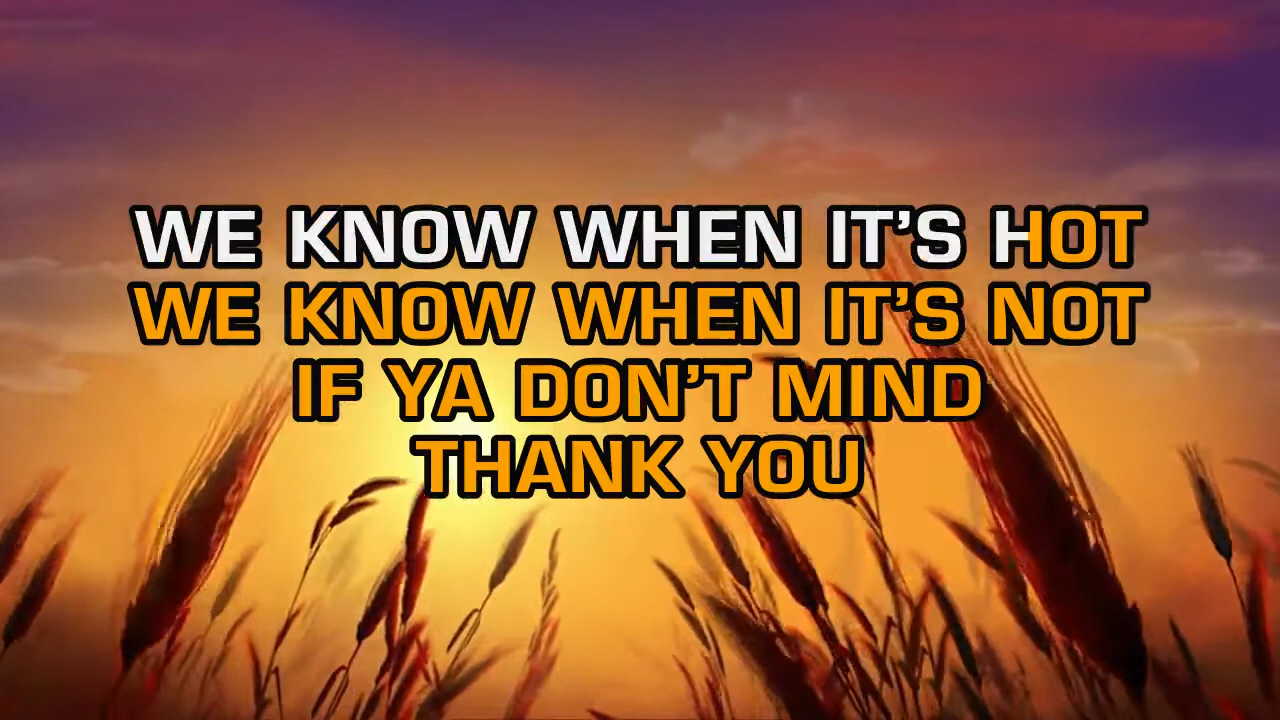 WE KNOW WHEN IT'S HOT
WE KNOW WHEN IT'S NOT
IF YA DON'T MIND
THANK YOU